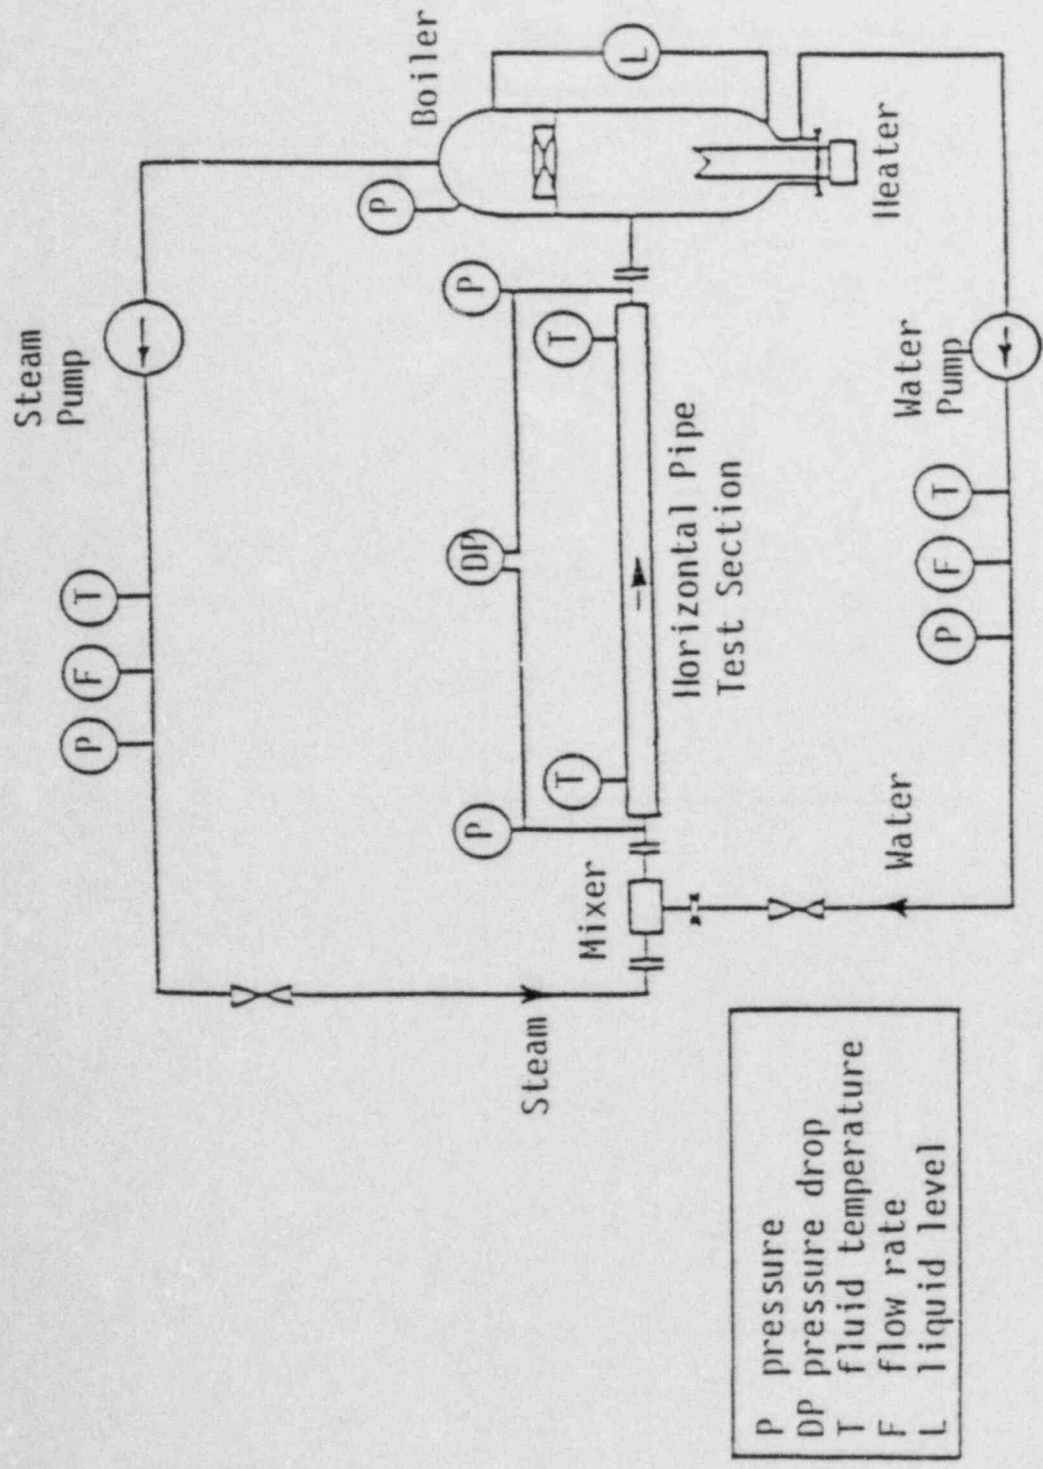 Steam
Pump
P
F
T
P
Boiler
L
P
DP
P
T
T
Mixer
Steam
Horizontal Pipe
Test Section
Heater
Water
Pump
P
F
T
Water
P pressure
DP pressure drop
T fluid temperature
F flow rate
L liquid level